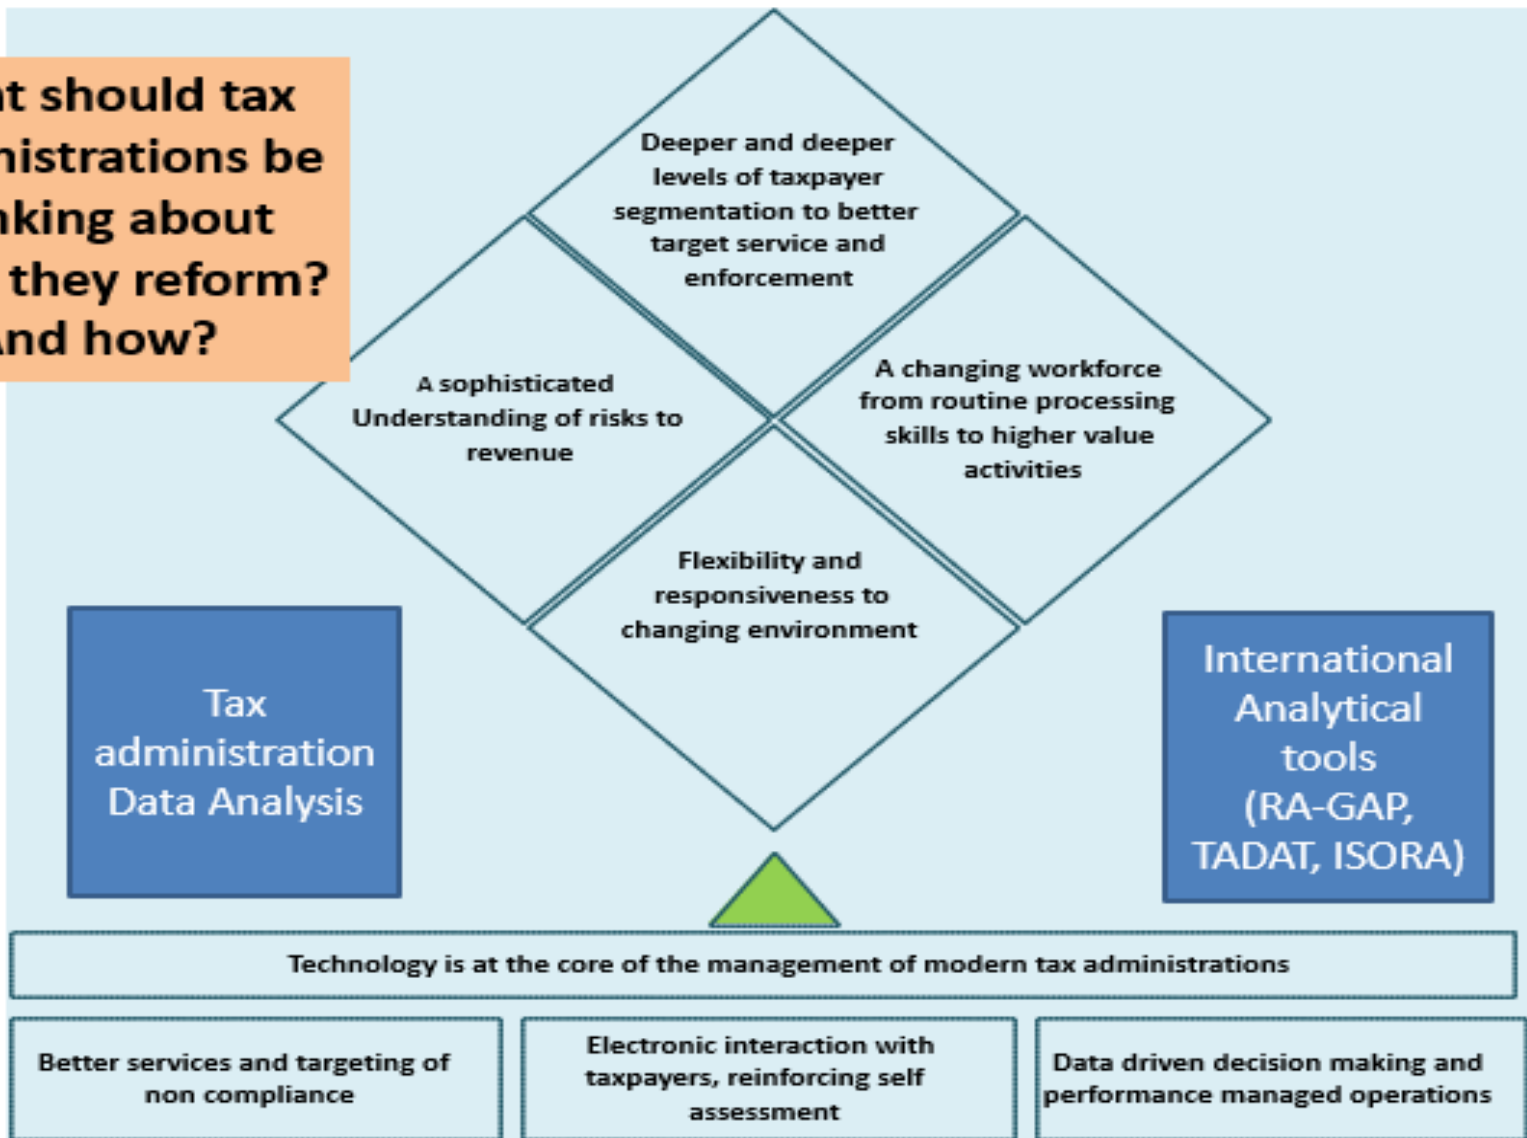 at should tax
nistrations be
nking about
they reform?
And how?
Deeper and deeper
levels of taxpayer
segmentation to better
target service and
enforcement
A sophisticated
Understanding of risks to
revenue
A changing workforce
from routine processing
skills to higher value
activities
Flexibility and
responsiveness to
changing environment
Tax
administration
Data Analysis
International
Analytical
tools
(RA-GAP,
TADAT, ISORA)
Technology is at the core of the management of modern tax administrations
Better services and targeting of
non compliance
Electronic interaction with
taxpayers, reinforcing self
assessment
Data driven decision making and
performance managed operations